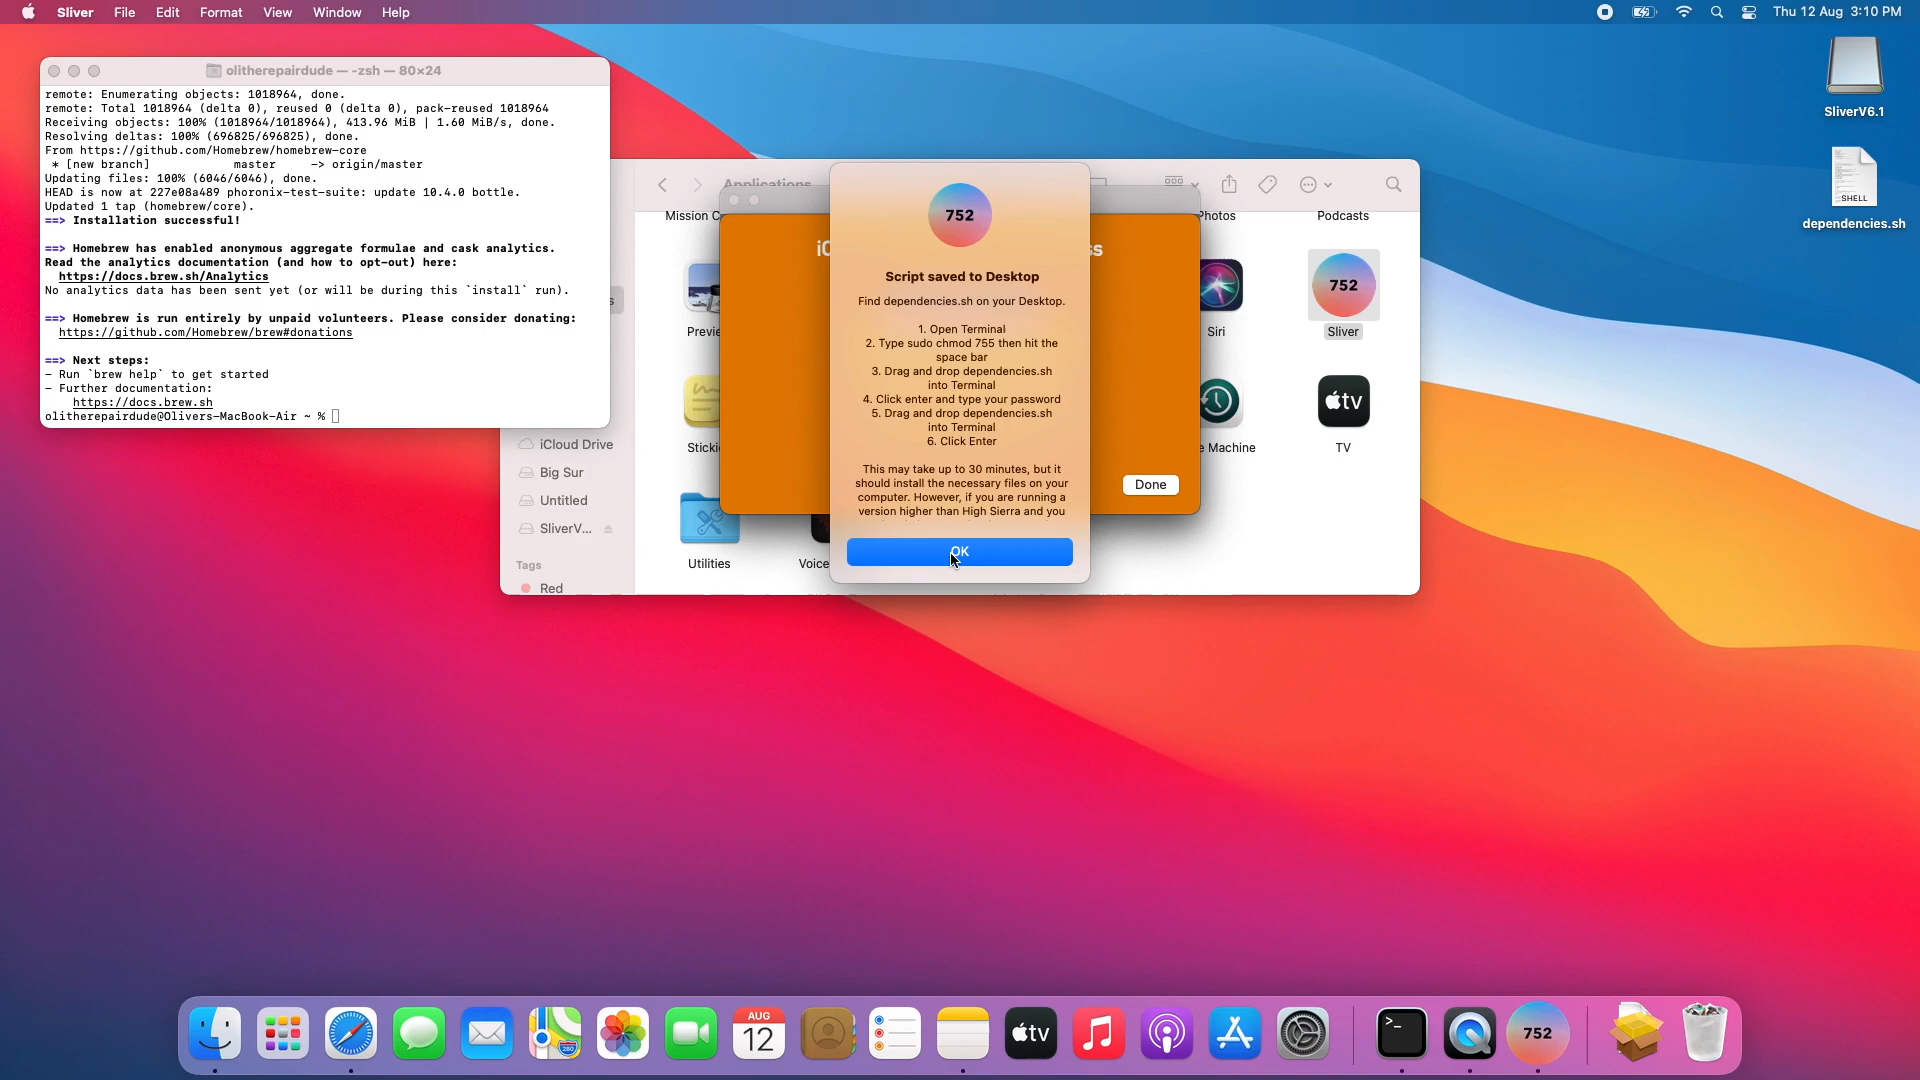 Sliver File Edit Format View Window Help
Thu 12 Aug 3:10 PM
olitherepairdude — -zsh — 80×24
remote: Enumerating objects: 1018964, done.
remote: Total 1018964 (delta 0), reused 0 (delta 0), pack-reused 1018964
Receiving objects: 100% (1018964/1018964), 413.96 MiB | 1.60 MiB/s, done.
Resolving deltas: 100% (696825/696825), done.
From https://github.com/Homebrew/homebrew-core
* [new branch] master -> origin/master
Updating files: 100% (6046/6046), done.
HEAD is now at 227e08a489 phoronix-test-suite: update 10.4.0 bottle.
Updated 1 tap (homebrew/core).
==> Installation successful!
==> Homebrew has enabled anonymous aggregate formulae and cask analytics.
Read the analytics documentation (and how to opt-out) here:
https://docs.brew.sh/Analytics
No analytics data has been sent yet (or will be during this `install` run).
==> Homebrew is run entirely by unpaid volunteers. Please consider donating:
https://github.com/Homebrew/brew#donations
==> Next steps:
- Run `brew help` to get started
- Further documentation:
https://docs.brew.sh
olitherepairdude@Olivers-MacBook-Air ~ %
Applications
Mission C
Photos
Podcasts
Previe
Siri
752
Sliver
Sticki
e Machine
tv
TV
Utilities
Voice
iCloud Drive
Big Sur
Untitled
SliverV...
Tags
Red
iC
ss
Done
752
Script saved to Desktop
Find dependencies.sh on your Desktop.
1. Open Terminal
2. Type sudo chmod 755 then hit the
space bar
3. Drag and drop dependencies.sh
into Terminal
4. Click enter and type your password
5. Drag and drop dependencies.sh
into Terminal
6. Click Enter
This may take up to 30 minutes, but it
should install the necessary files on your
computer. However, if you are running a
version higher than High Sierra and you
OK
SliverV6.1
SHELL
dependencies.sh
280
AUG
12
tv
>_
752